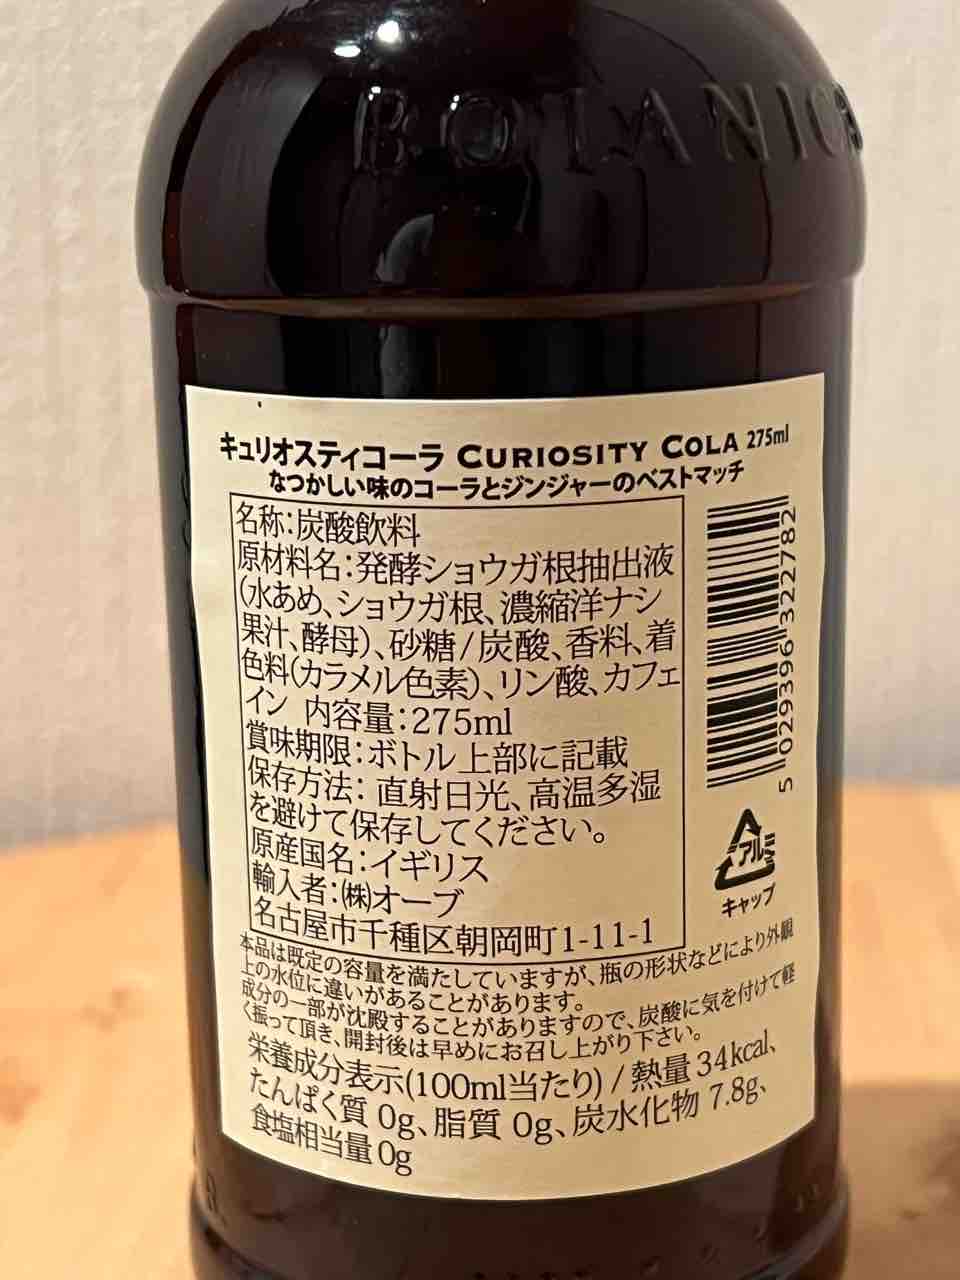 BOTANIC
キュリオスティコーラ CURIOSITY COLA 275ml
なつかしい味のコーラとジンジャーのベストマッチ
名称：炭酸飲料
原材料名：発酵ショウガ根抽出液
（水あめ、ショウガ根、濃縮洋ナシ
果汁、酵母）、砂糖/炭酸、香料、着
色料（カラメル色素）、リン酸、カフェ
イン 内容量：275ml
賞味期限：ボトル上部に記載
保存方法：直射日光、高温多湿
を避けて保存してください。
原産国名：イギリス
輸入者：㈱オーブ
名古屋市千種区朝岡町1-11-1
5 029396 322782
アルミ
キャップ
本品は既定の容量を満たしていますが、瓶の形状などにより外観
上の水位に違いがあることがあります。
成分の一部が沈殿することがありますので、炭酸に気を付けて軽
く振って頂き、開封後は早めにお召し上がり下さい。
栄養成分表示(100ml当たり) / 熱量 34kcal、
たんぱく質 0g、脂質 0g、炭水化物 7.8g、
食塩相当量 0g